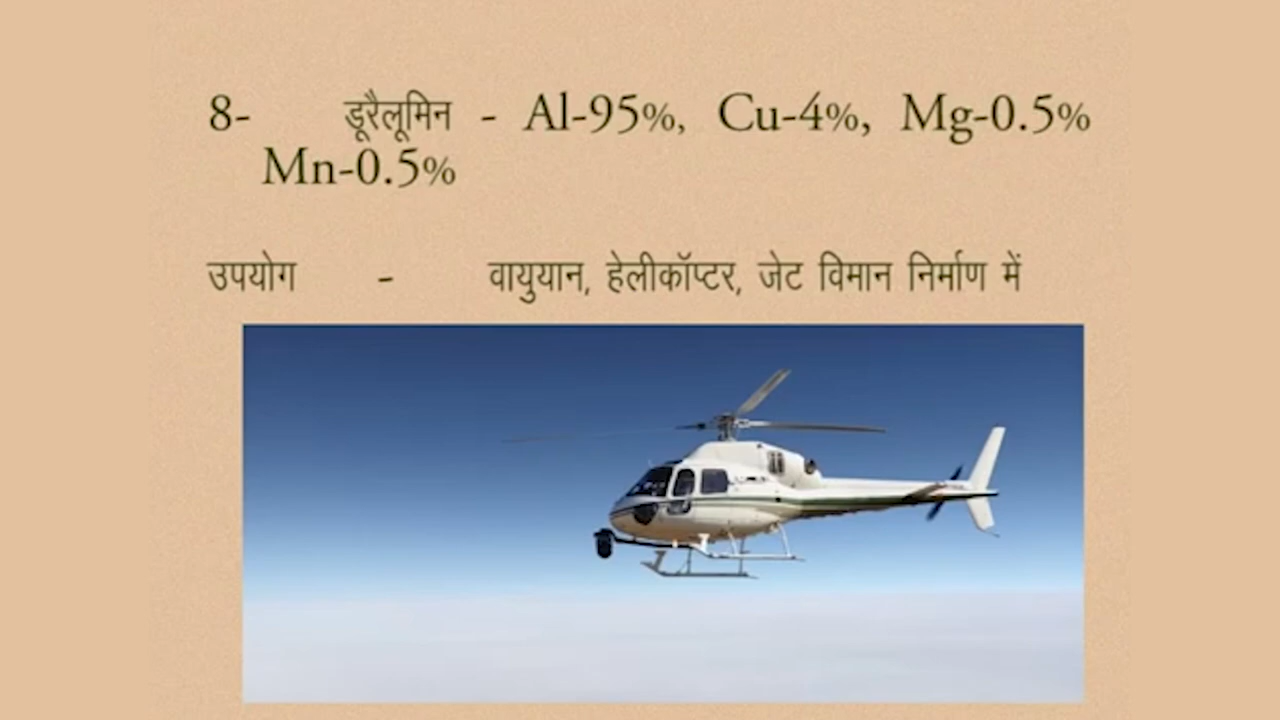 8- डूरैलूमिन - Al-95%, Cu-4%, Mg-0.5%
Mn-0.5%
उपयोग - वायुयान, हेलीकॉप्टर, जेट विमान निर्माण में